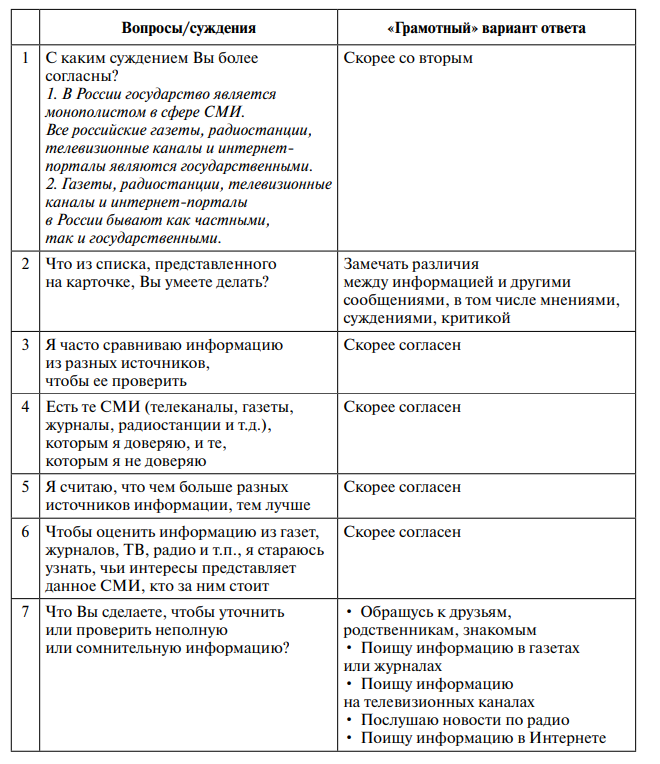 Вопросы/суждения
«Грамотный» вариант ответа
1
С каким суждением Вы более
согласны?
1. В России государство является
монополистом в сфере СМИ.
Все российские газеты, радиостанции,
телевизионные каналы и интернет-
порталы являются государственными.
2. Газеты, радиостанции, телевизионные
каналы и интернет-порталы
в России бывают как частными,
так и государственными.
Скорее со вторым
2
Что из списка, представленного
на карточке, Вы умеете делать?
Замечать различия
между информацией и другими
сообщениями, в том числе мнениями,
суждениями, критикой
3
Я часто сравниваю информацию
из разных источников,
чтобы ее проверить
Скорее согласен
4
Есть те СМИ (телеканалы, газеты,
журналы, радиостанции и т.д.),
которым я доверяю, и те,
которым я не доверяю
Скорее согласен
5
Я считаю, что чем больше разных
источников информации, тем лучше
Скорее согласен
6
Чтобы оценить информацию из газет,
журналов, ТВ, радио и т.п., я стараюсь
узнать, чьи интересы представляет
данное СМИ, кто за ним стоит
Скорее согласен
7
Что Вы сделаете, чтобы уточнить
или проверить неполную
или сомнительную информацию?
• Обращусь к друзьям,
родственникам, знакомым
• Поищу информацию в газетах
или журналах
• Поищу информацию
на телевизионных каналах
• Послушаю новости по радио
• Поищу информацию в Интернете